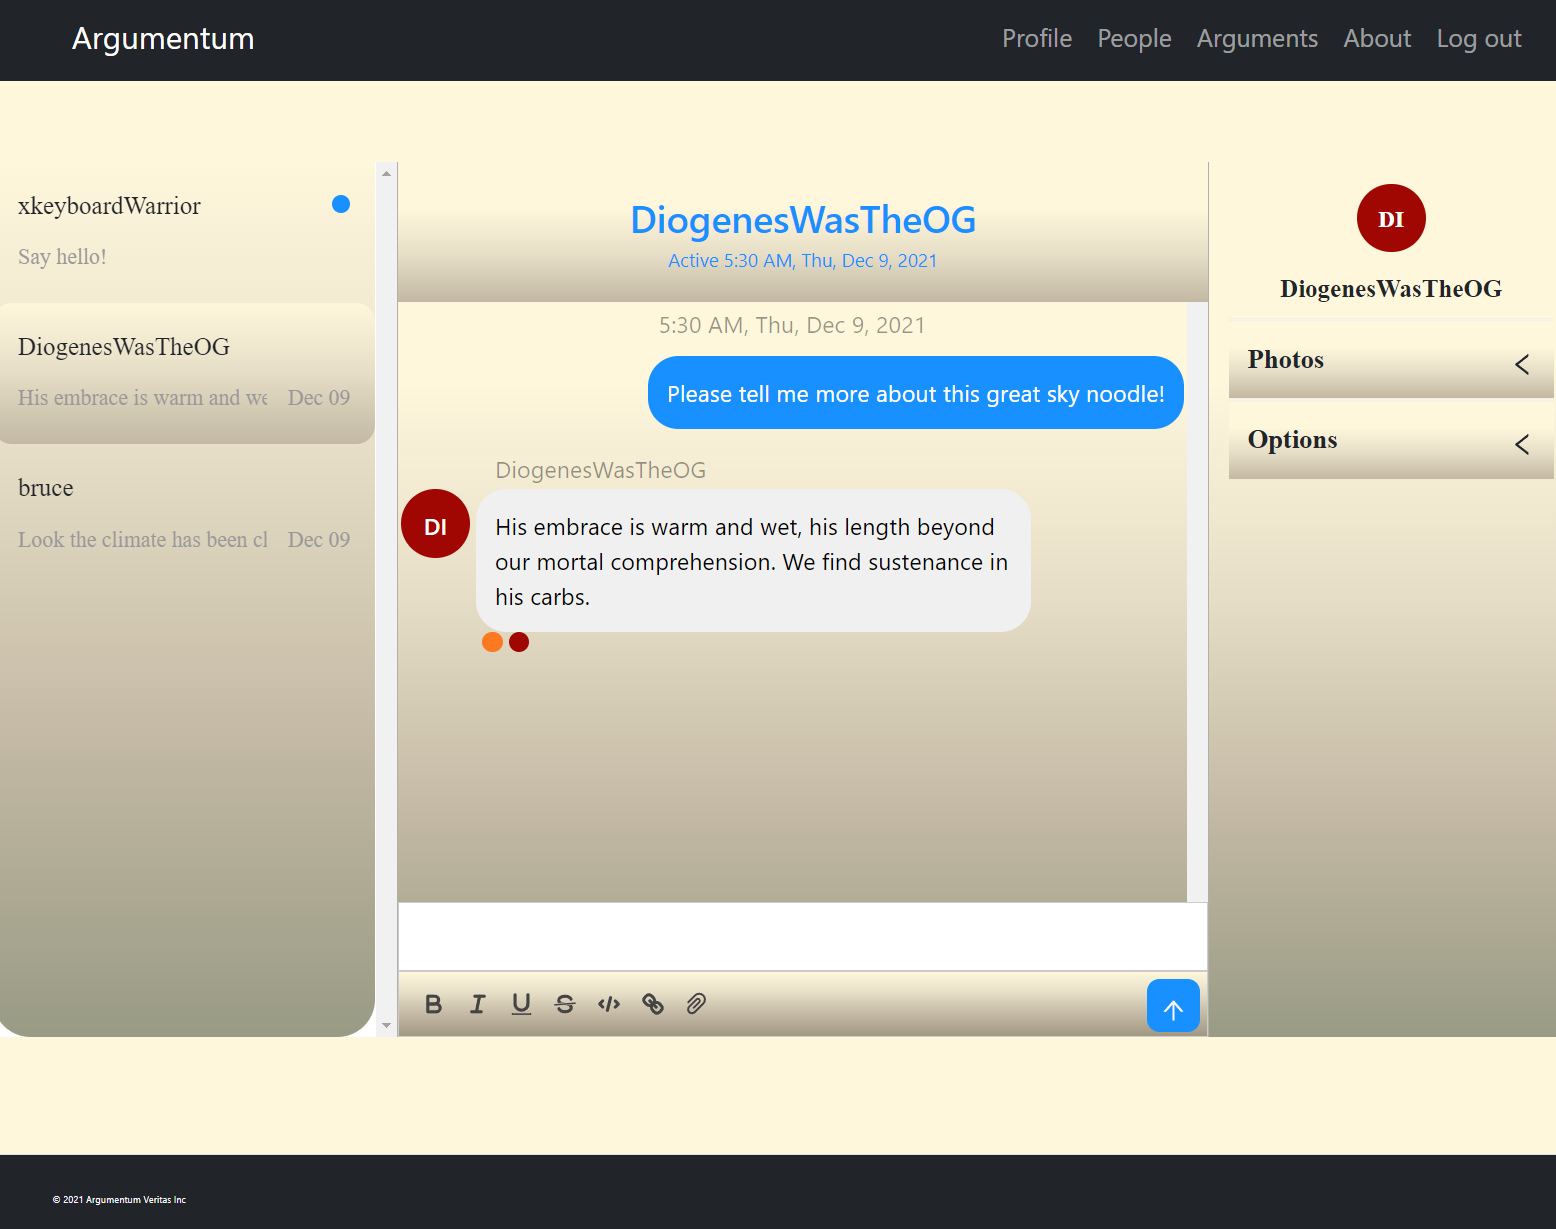 Argumentum
Profile People Arguments About Log out
xkeyboardWarrior
Say hello!
DiogenesWasTheOG
His embrace is warm and we Dec 09
bruce
Look the climate has been cl Dec 09
DiogenesWasTheOG
Active 5:30 AM, Thu, Dec 9, 2021
5:30 AM, Thu, Dec 9, 2021
Please tell me more about this great sky noodle!
DiogenesWasTheOG
DI
His embrace is warm and wet, his length beyond
our mortal comprehension. We find sustenance in
his carbs.
B I U S </>
DI
DiogenesWasTheOG
Photos
Options
© 2021 Argumentum Veritas Inc